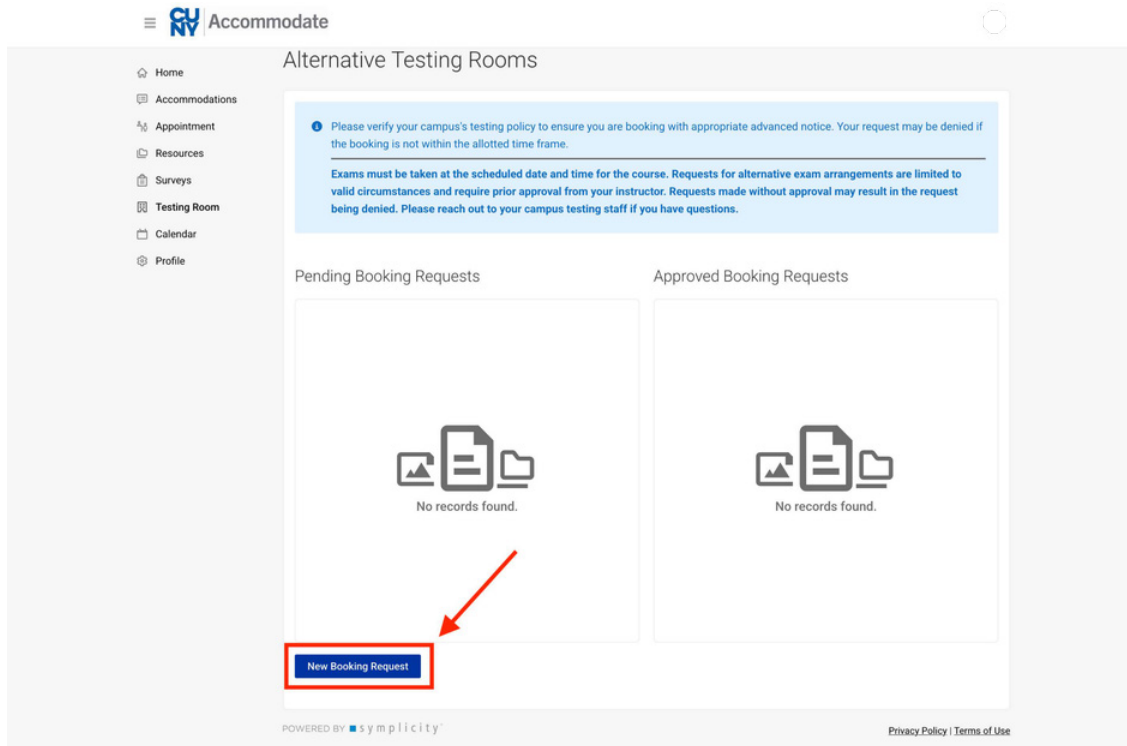 CU
NY
Accommodate
Alternative Testing Rooms
Home
Accommodations
Appointment
Resources
Surveys
Testing Room
Calendar
Profile
Please verify your campus's testing policy to ensure you are booking with appropriate advanced notice. Your request may be denied if
the booking is not within the allotted time frame.
Exams must be taken at the scheduled date and time for the course. Requests for alternative exam arrangements are limited to
valid circumstances and require prior approval from your instructor. Requests made without approval may result in the request
being denied. Please reach out to your campus testing staff if you have questions.
Pending Booking Requests
Approved Booking Requests
No records found.
No records found.
New Booking Request
POWERED BY symplicity
Privacy Policy | Terms of Use